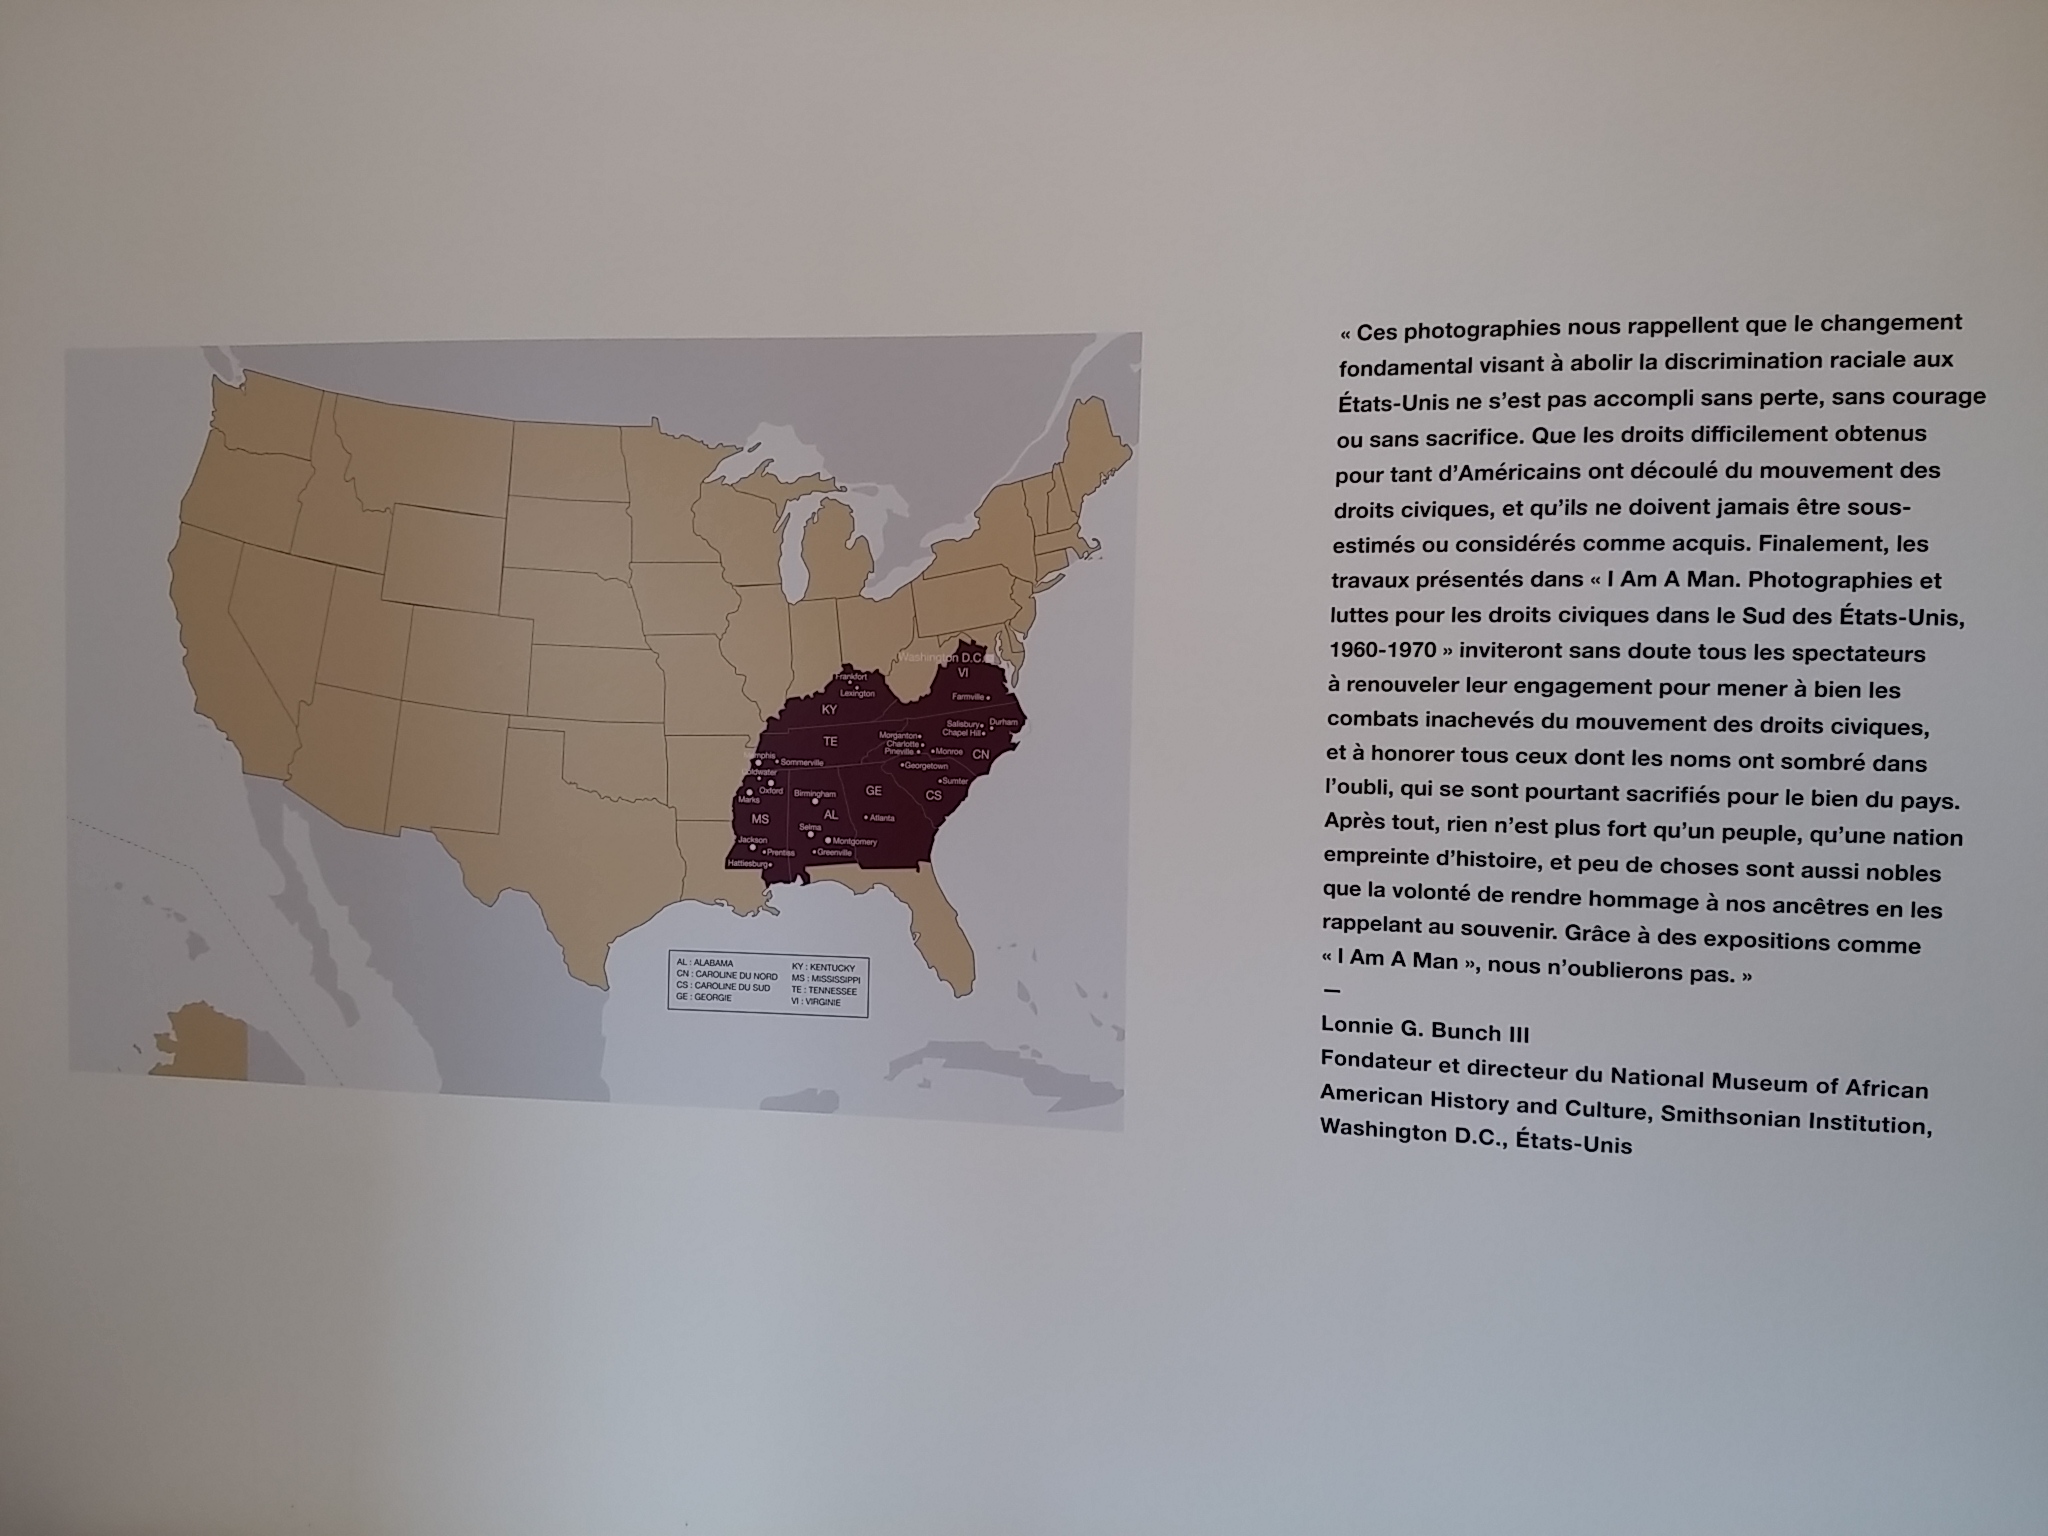 Washington D.C.
VI
Frankfort
Lexington
KY
Farmville
Salisbury
Durham
Chapel Hill
Morganton
Charlotte
Pineville
Monroe
CN
TE
Sommerville
Georgetown
Sumter
CS
Oxford
Marks
Birmingham
GE
MS
AL
Atlanta
Selma
Jackson
Montgomery
Prentiss
Greenville
Hattiesburg
AL : ALABAMA
CN : CAROLINE DU NORD
CS : CAROLINE DU SUD
GE : GEORGIE
KY : KENTUCKY
MS : MISSISSIPPI
TE : TENNESSEE
VI : VIRGINIE
« Ces photographies nous rappellent que le changement
fondamental visant à abolir la discrimination raciale aux
États-Unis ne s’est pas accompli sans perte, sans courage
ou sans sacrifice. Que les droits difficilement obtenus
pour tant d’Américains ont découlé du mouvement des
droits civiques, et qu’ils ne doivent jamais être sous-
estimés ou considérés comme acquis. Finalement, les
travaux présentés dans « I Am A Man. Photographies et
luttes pour les droits civiques dans le Sud des États-Unis,
1960-1970 » inviteront sans doute tous les spectateurs
à renouveler leur engagement pour mener à bien les
combats inachevés du mouvement des droits civiques,
et à honorer tous ceux dont les noms ont sombré dans
l’oubli, qui se sont pourtant sacrifiés pour le bien du pays.
Après tout, rien n’est plus fort qu’un peuple, qu’une nation
empreinte d’histoire, et peu de choses sont aussi nobles
que la volonté de rendre hommage à nos ancêtres en les
rappelant au souvenir. Grâce à des expositions comme
« I Am A Man », nous n’oublierons pas. »
—
Lonnie G. Bunch III
Fondateur et directeur du National Museum of African
American History and Culture, Smithsonian Institution,
Washington D.C., États-Unis